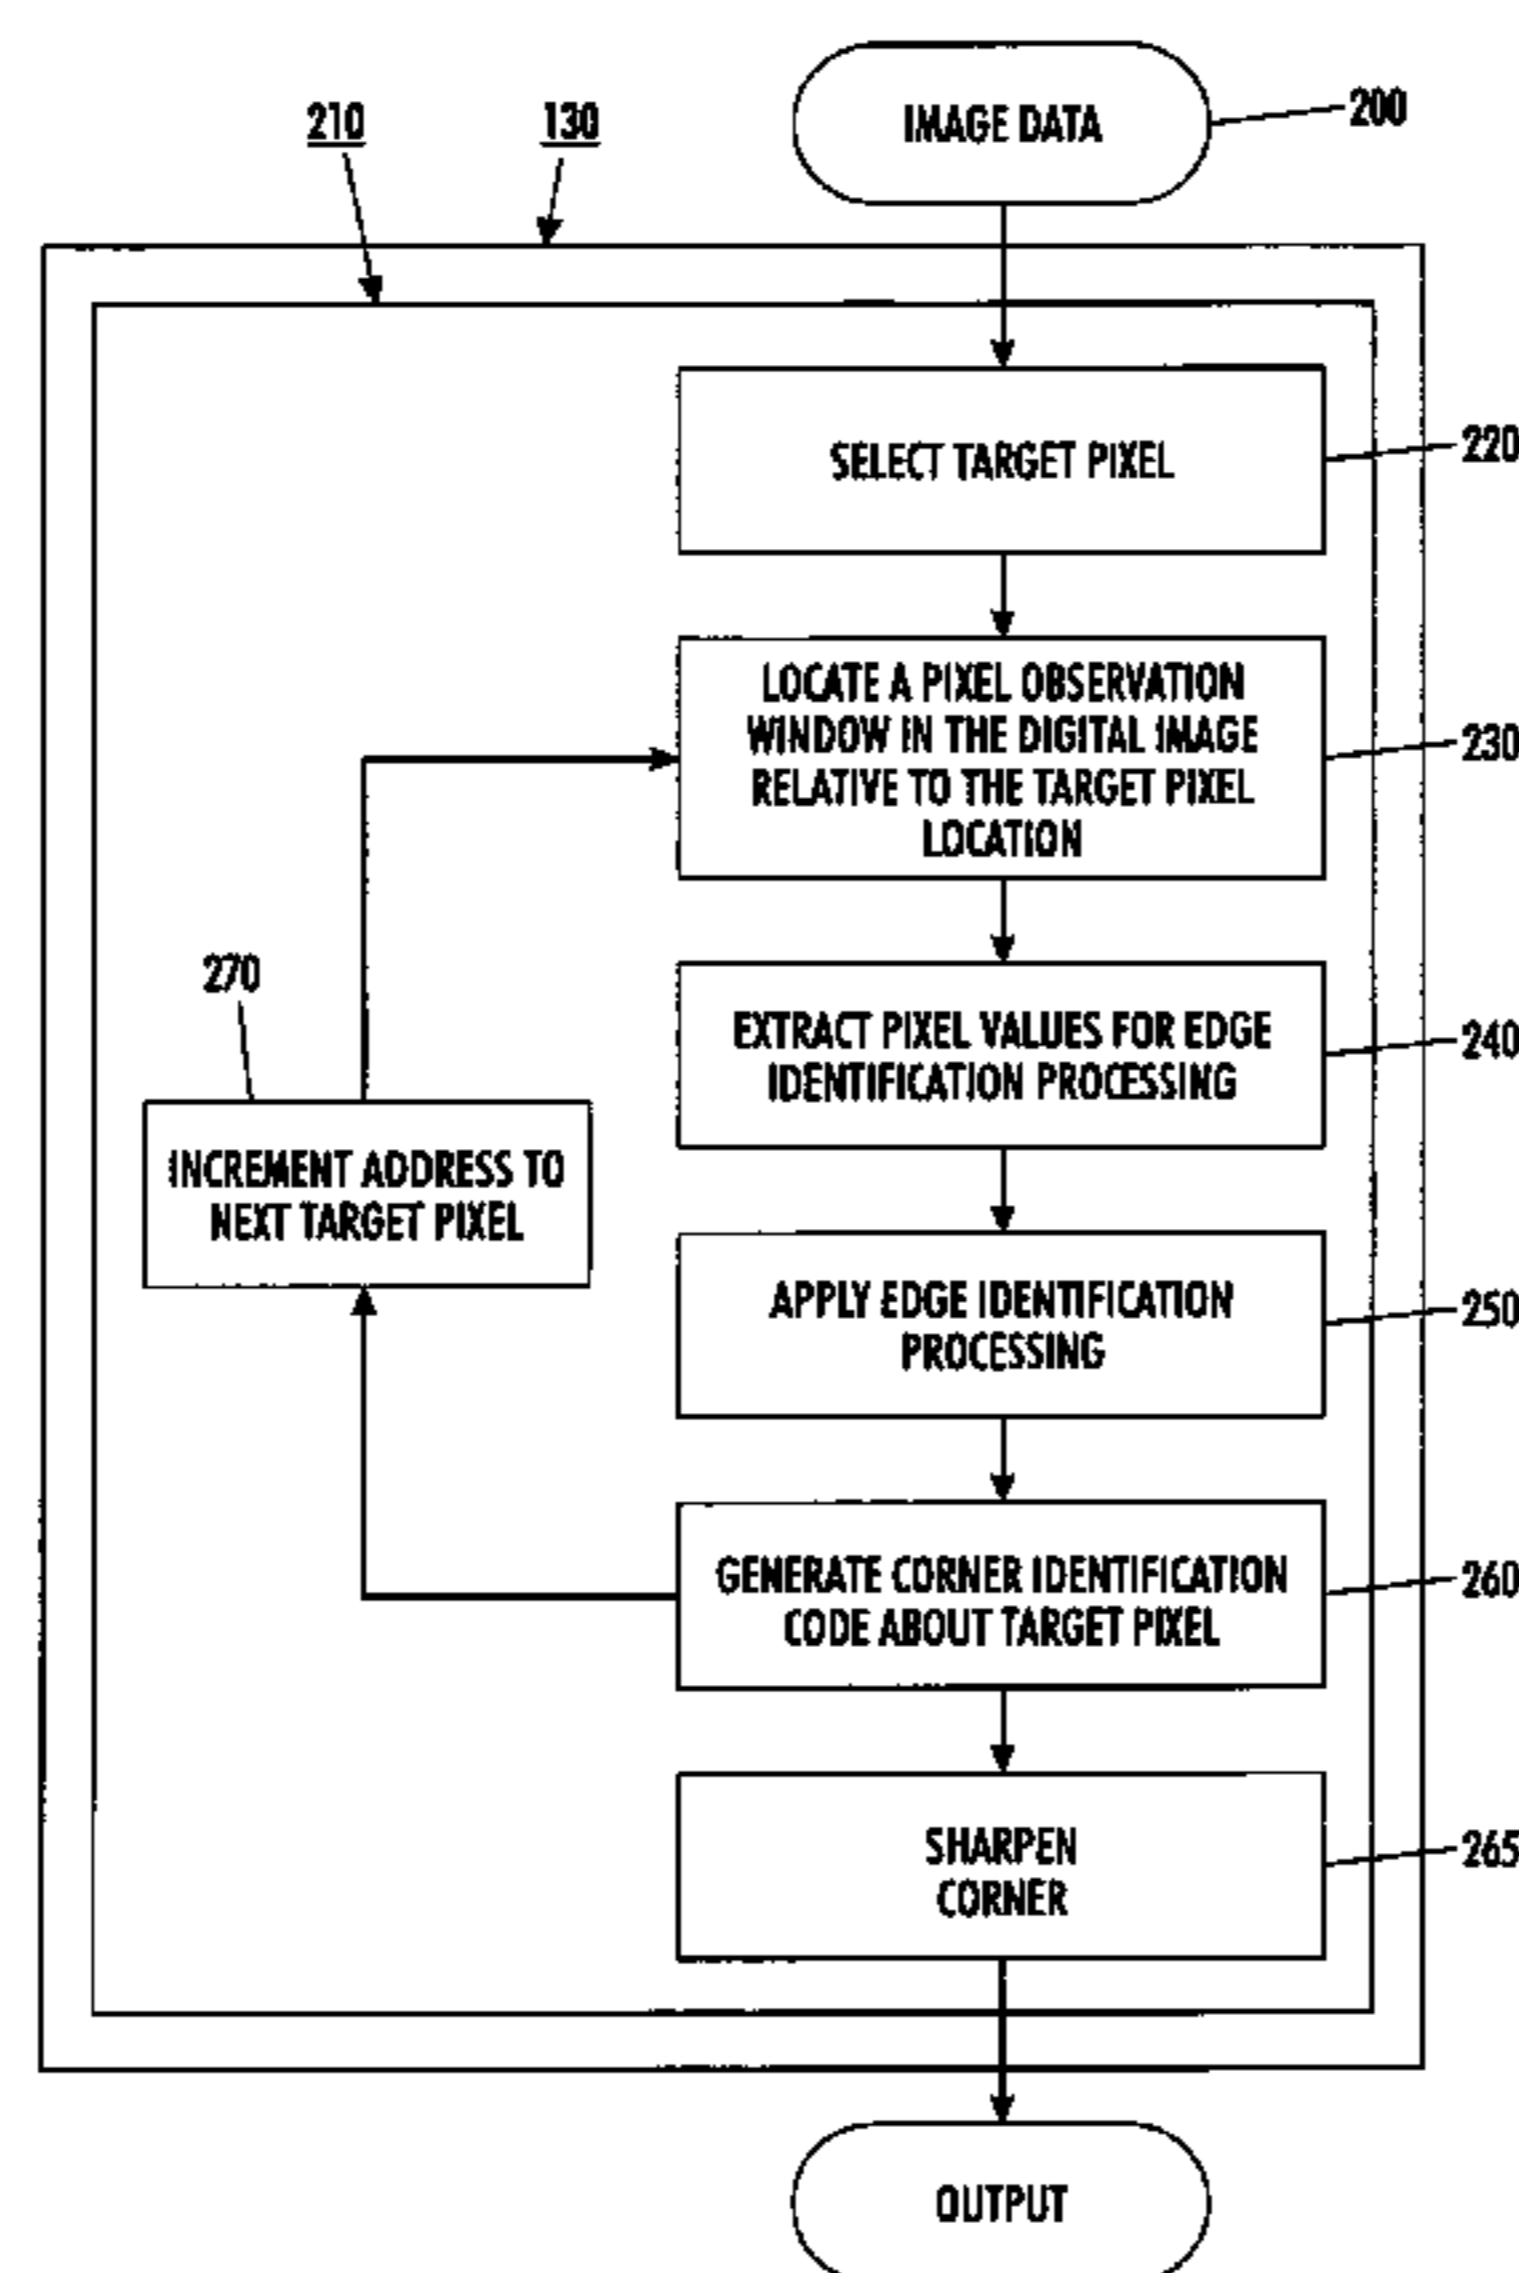 210
130
IMAGE DATA
200
SELECT TARGET PIXEL
220
LOCATE A PIXEL OBSERVATION
WINDOW IN THE DIGITAL IMAGE
RELATIVE TO THE TARGET PIXEL
LOCATION
230
270
EXTRACT PIXEL VALUES FOR EDGE
IDENTIFICATION PROCESSING
240
INCREMENT ADDRESS TO
NEXT TARGET PIXEL
APPLY EDGE IDENTIFICATION
PROCESSING
250
GENERATE CORNER IDENTIFICATION
CODE ABOUT TARGET PIXEL
260
SHARPEN
CORNER
265
OUTPUT